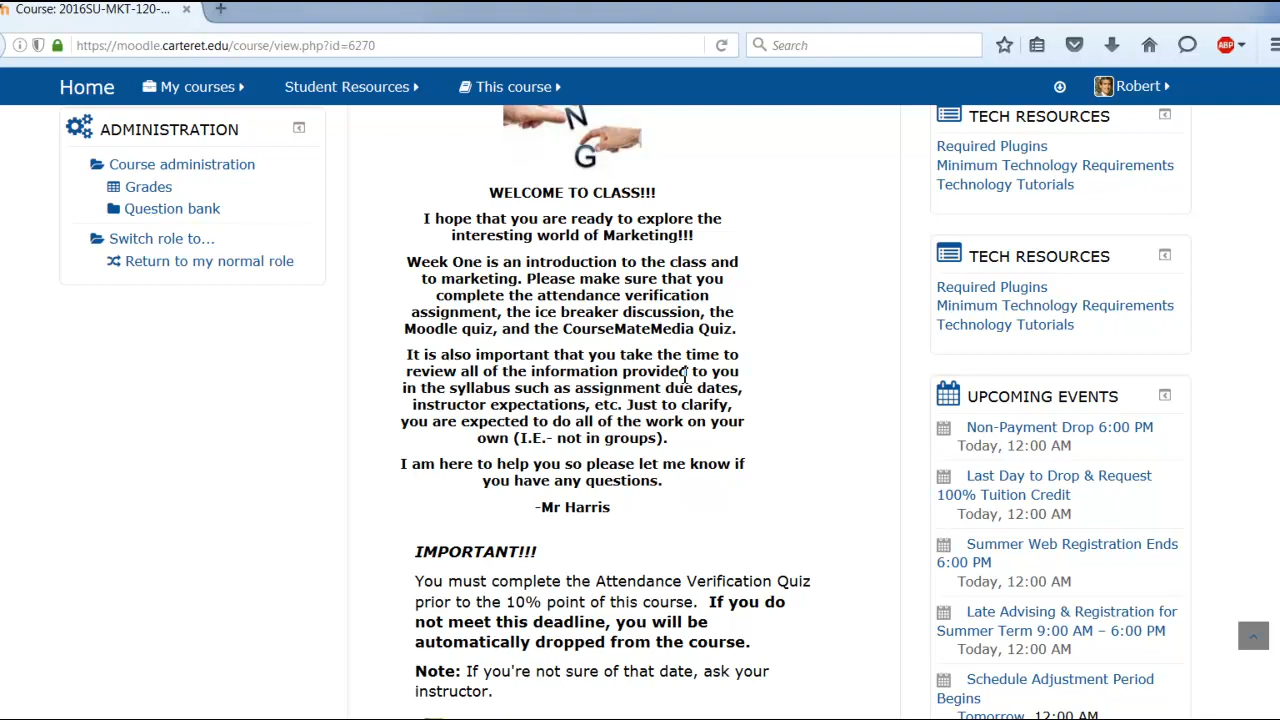 Course: 2016SU-MKT-120-...
https://moodle.carteret.edu/course/view.php?id=6270
Search
ABP
Home
My courses
Student Resources
This course
Robert
ADMINISTRATION
Course administration
Grades
Question bank
Switch role to...
Return to my normal role
N
G
WELCOME TO CLASS!!!
I hope that you are ready to explore the
interesting world of Marketing!!!
Week One is an introduction to the class and
to marketing. Please make sure that you
complete the attendance verification
assignment, the ice breaker discussion, the
Moodle quiz, and the CourseMateMedia Quiz.
It is also important that you take the time to
review all of the information provided to you
in the syllabus such as assignment due dates,
instructor expectations, etc. Just to clarify,
you are expected to do all of the work on your
own (I.E.- not in groups).
I am here to help you so please let me know if
you have any questions.
-Mr Harris
IMPORTANT!!!
You must complete the Attendance Verification Quiz
prior to the 10% point of this course. If you do
not meet this deadline, you will be
automatically dropped from the course.
Note: If you're not sure of that date, ask your
instructor.
TECH RESOURCES
Required Plugins
Minimum Technology Requirements
Technology Tutorials
TECH RESOURCES
Required Plugins
Minimum Technology Requirements
Technology Tutorials
UPCOMING EVENTS
Non-Payment Drop 6:00 PM
Today, 12:00 AM
Last Day to Drop & Request
100% Tuition Credit
Today, 12:00 AM
Summer Web Registration Ends
6:00 PM
Today, 12:00 AM
Late Advising & Registration for
Summer Term 9:00 AM – 6:00 PM
Today, 12:00 AM
Schedule Adjustment Period
Begins
Tomorrow, 12:00 AM